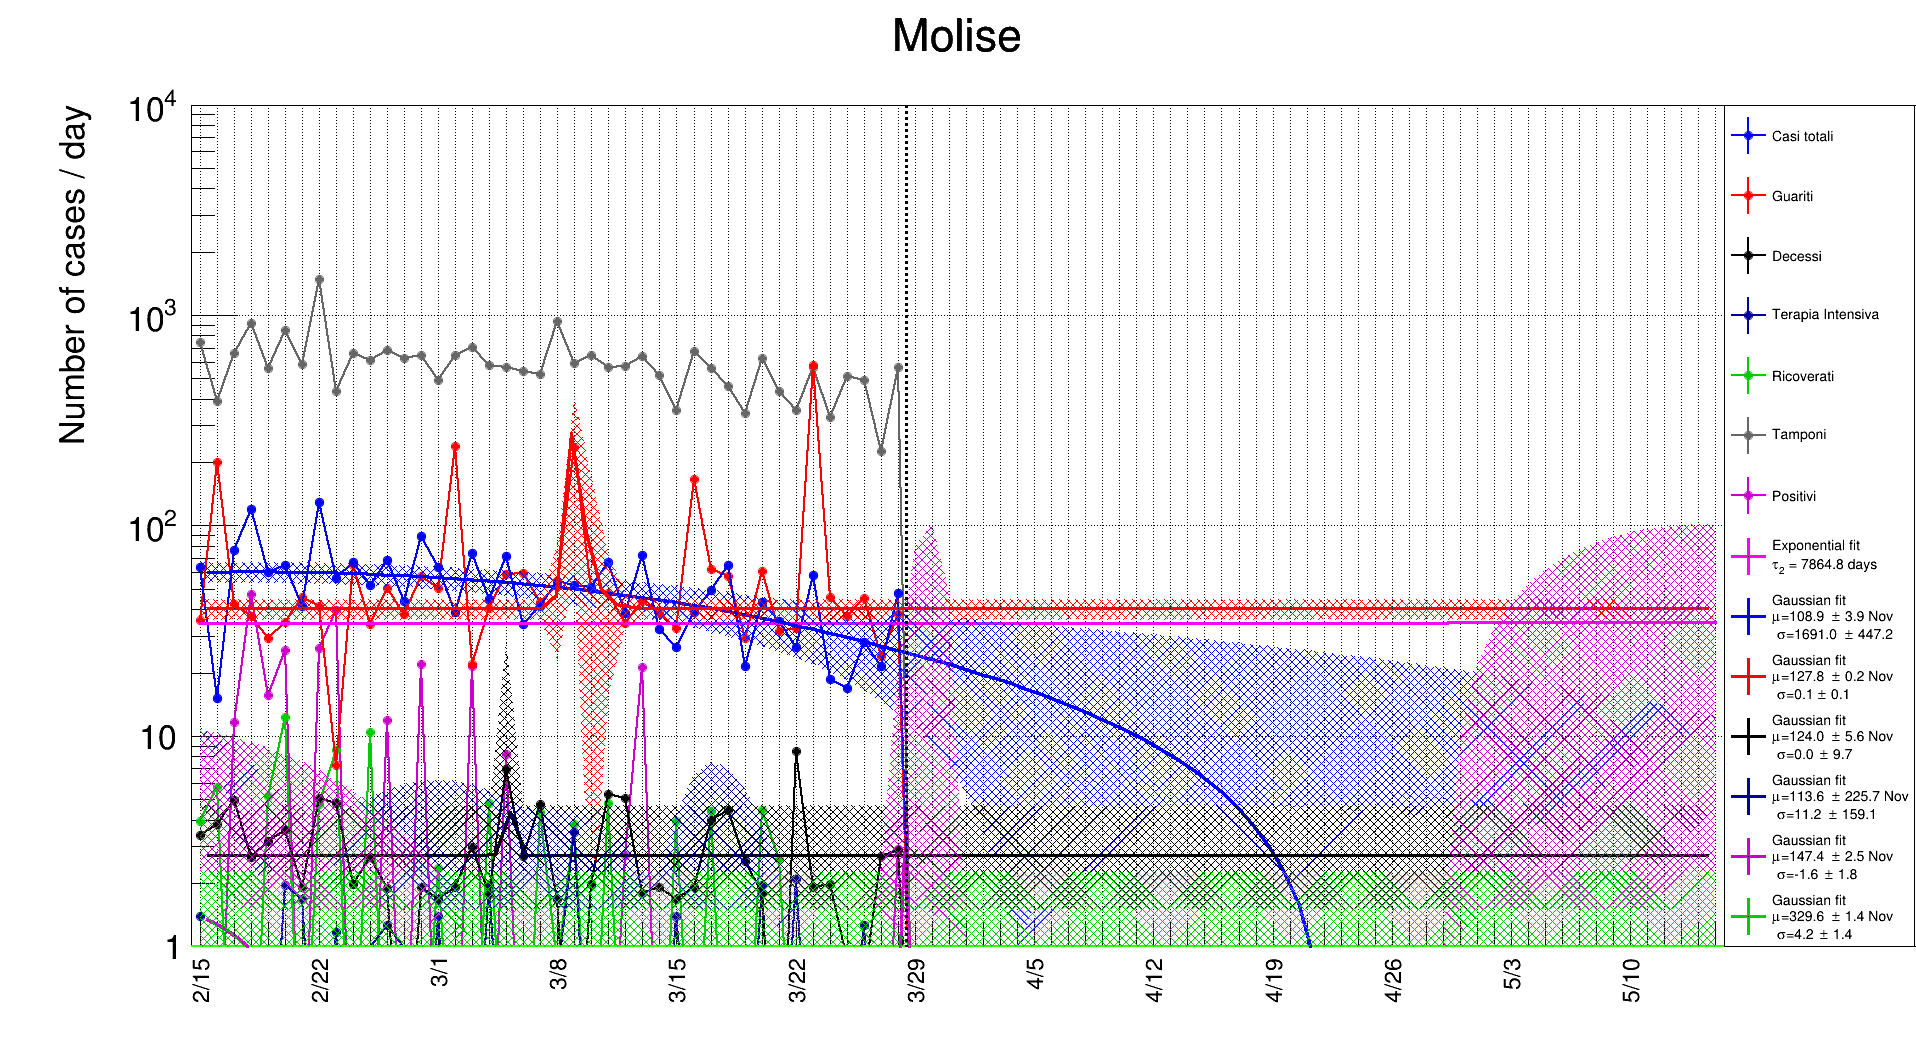 Molise
Number of cases / day
10^4
10^3
10^2
10
1
2/15
2/22
3/1
3/8
3/15
3/22
3/29
4/5
4/12
4/19
4/26
5/3
5/10
Casi totali
Guariti
Decessi
Terapia Intensiva
Ricoverati
Tamponi
Positivi
Exponential fit
τ₂ = 7864.8 days
Gaussian fit
μ=108.9 ± 3.9 Nov
σ=1691.0 ± 447.2
Gaussian fit
μ=127.8 ± 0.2 Nov
σ=0.1 ± 0.1
Gaussian fit
μ=124.0 ± 5.6 Nov
σ=0.0 ± 9.7
Gaussian fit
μ=113.6 ± 225.7 Nov
σ=11.2 ± 159.1
Gaussian fit
μ=147.4 ± 2.5 Nov
σ=-1.6 ± 1.8
Gaussian fit
μ=329.6 ± 1.4 Nov
σ=4.2 ± 1.4